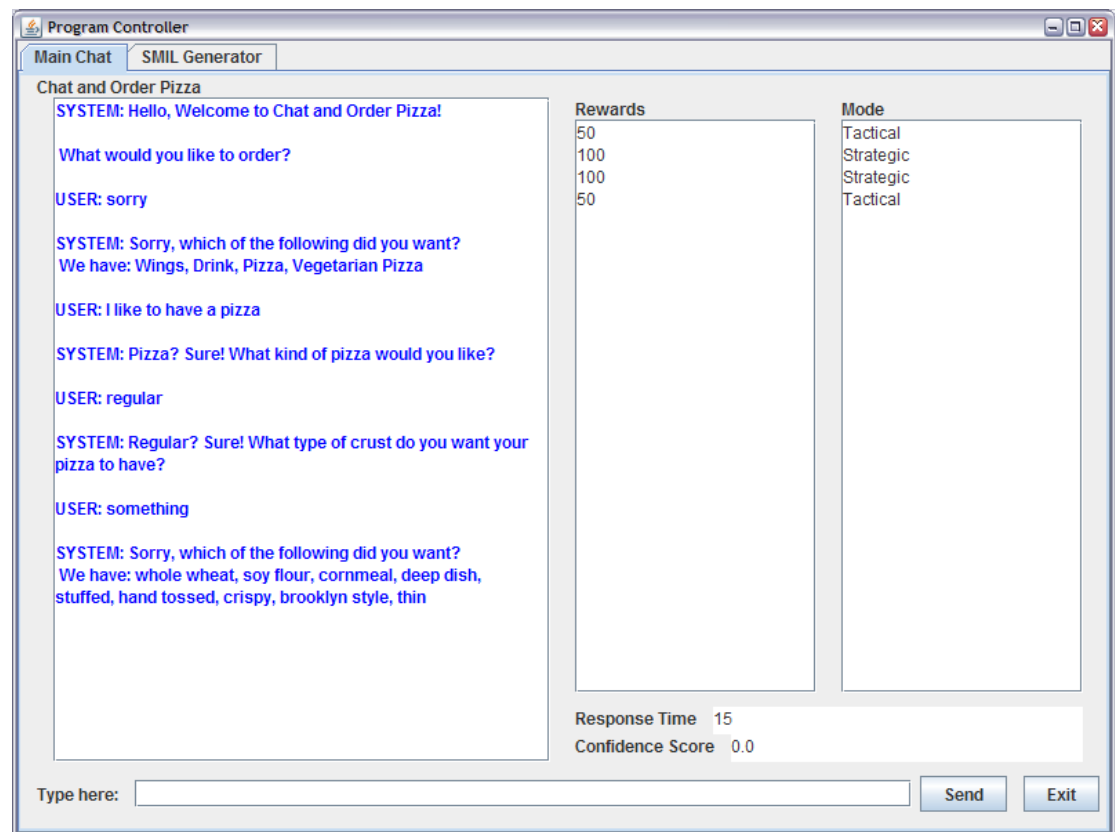 Program Controller
Main Chat
SMIL Generator
Chat and Order Pizza
SYSTEM: Hello, Welcome to Chat and Order Pizza!
What would you like to order?
USER: sorry
SYSTEM: Sorry, which of the following did you want?
We have: Wings, Drink, Pizza, Vegetarian Pizza
USER: I like to have a pizza
SYSTEM: Pizza? Sure! What kind of pizza would you like?
USER: regular
SYSTEM: Regular? Sure! What type of crust do you want your
pizza to have?
USER: something
SYSTEM: Sorry, which of the following did you want?
We have: whole wheat, soy flour, cornmeal, deep dish,
stuffed, hand tossed, crispy, brooklyn style, thin
Rewards
50
100
100
50
Mode
Tactical
Strategic
Strategic
Tactical
Response Time 15
Confidence Score 0.0
Type here:
Send
Exit